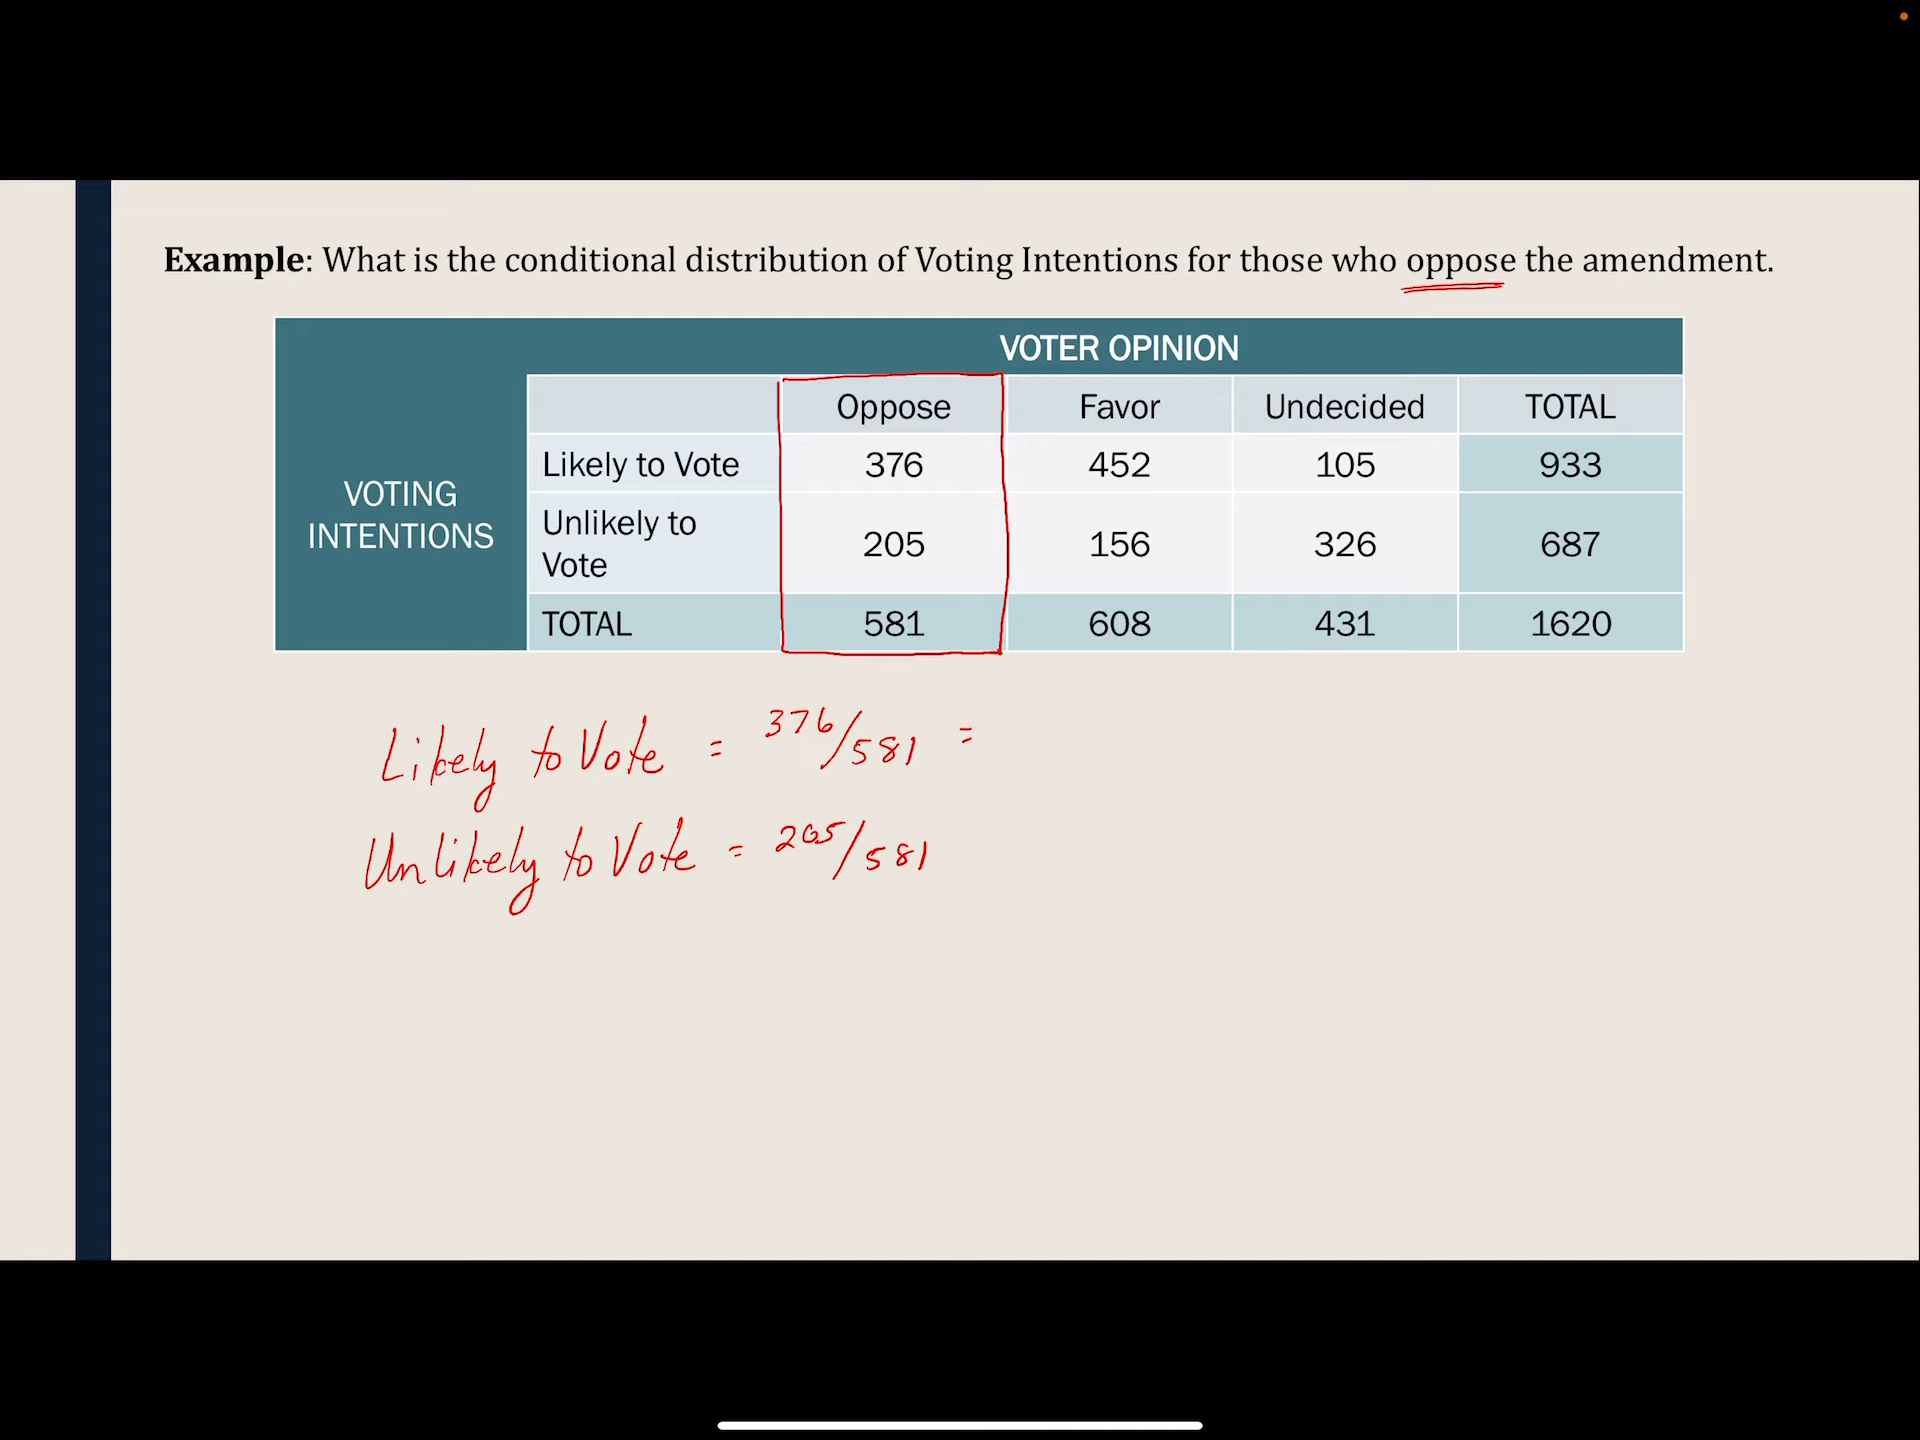 Example: What is the conditional distribution of Voting Intentions for those who oppose the amendment.
VOTER OPINION
Oppose Favor Undecided TOTAL
VOTING INTENTIONS
Likely to Vote 376 452 105 933
Unlikely to Vote 205 156 326 687
TOTAL 581 608 431 1620
Likely to Vote = 376/581 =
Unlikely to Vote = 205/581